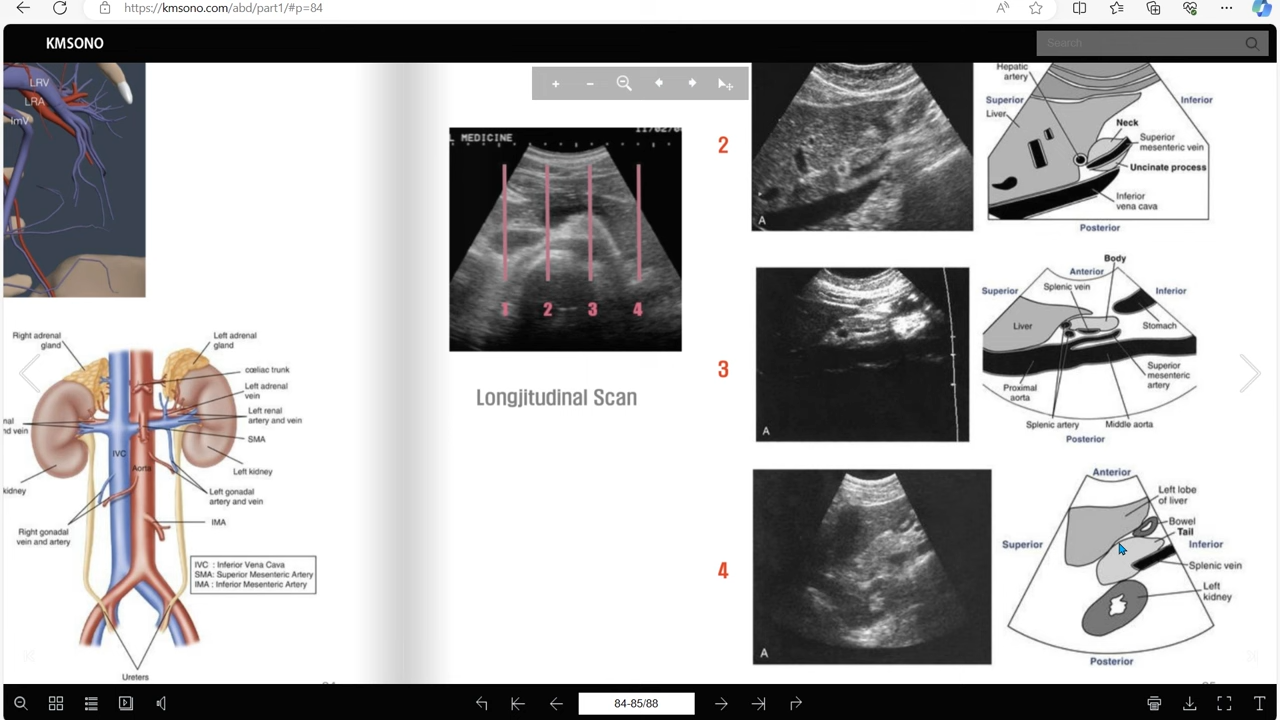 https://kmsono.com/abd/part1/#p=84
KMSONO
Search
LRV
LRA
ImV
Right adrenal
gland
Left adrenal
gland
cœliac trunk
Left adrenal
vein
Left renal
artery and vein
nd vein
SMA
IVC
Aorta
Left kidney
kidney
Left gonadal
artery and vein
Right gonadal
vein and artery
IMA
IVC : Inferior Vena Cava
SMA: Superior Mesenteric Artery
IMA : Inferior Mesenteric Artery
Ureters
L MEDICINE
1 2 3 4
Longjitudinal Scan
2
A
Hepatic
artery
Superior
Inferior
Liver
Neck
Superior
mesenteric vein
Uncinate process
Inferior
vena cava
Posterior
3
A
Body
Anterior
Splenic vein
Superior
Inferior
Liver
Stomach
Superior
mesenteric
artery
Proximal
aorta
Splenic artery
Middle aorta
Posterior
4
A
Anterior
Left lobe
of liver
Bowel
Tail
Superior
Inferior
Splenic vein
Left
kidney
Posterior
84-85/88